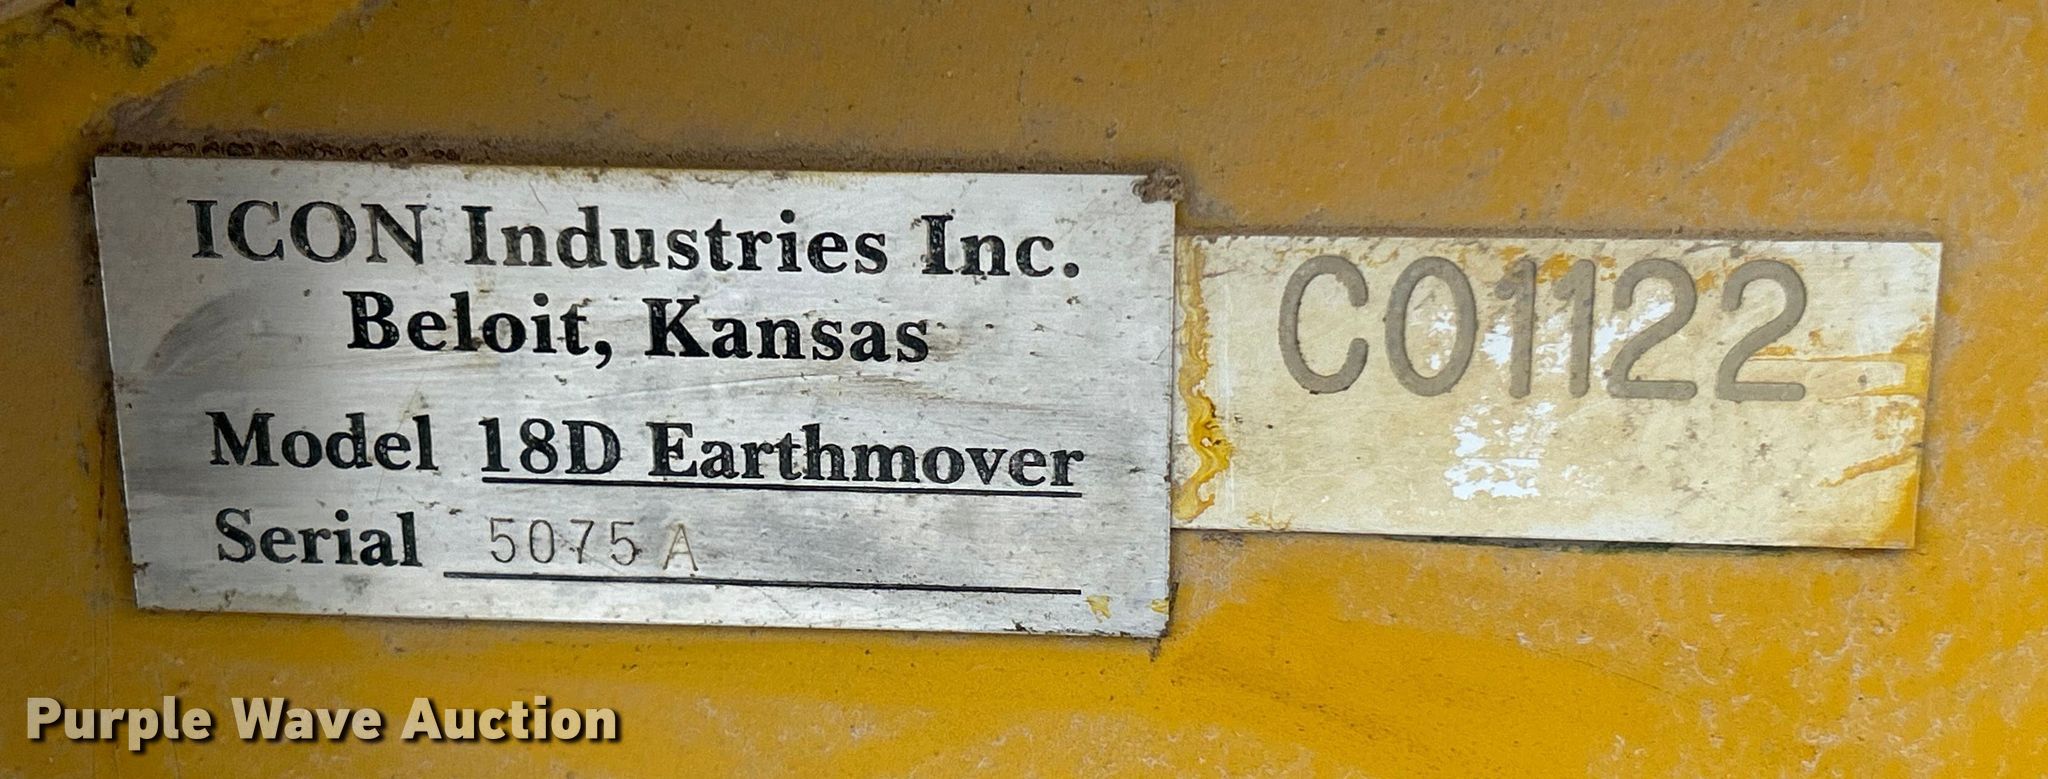 ICON Industries Inc.
Beloit, Kansas
Model 18D Earthmover
Serial 5075 A
C01122
Purple Wave Auction